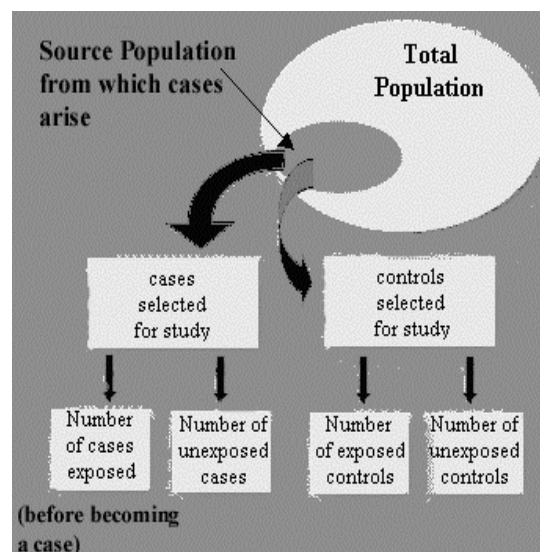 Source Population
from which cases
arise
Total
Population
cases
selected
for study
controls
selected
for study
Number
of cases
exposed
Number of
unexposed
cases
Number
of exposed
controls
Number of
unexposed
controls
(before becoming
a case)